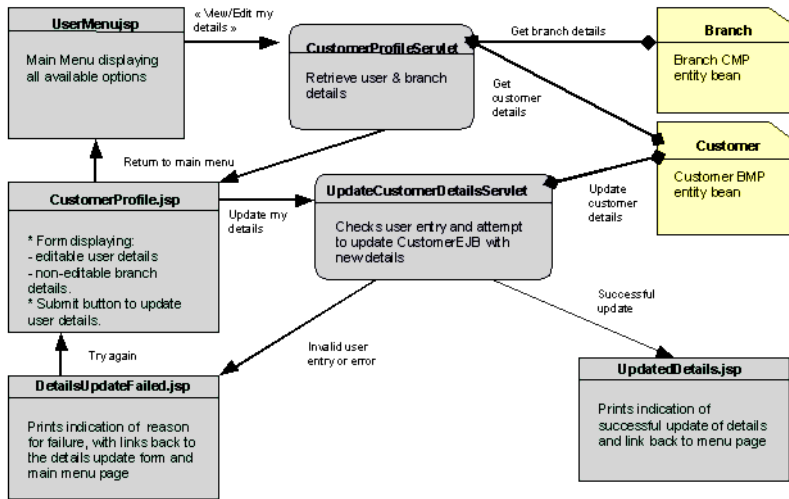 UserMenu.jsp
Main Menu displaying
all available options
« View/Edit my
details »
CustomerProfileServlet
Retrieve user & branch
details
Get branch details
Branch
Branch CMP
entity bean
Get
customer
details
Customer
Customer BMP
entity bean
Return to main menu
CustomerProfile.jsp
* Form displaying:
- editable user details
- non-editable branch
details.
* Submit button to update
user details.
Update my
details
UpdateCustomerDetailsServlet
Checks user entry and attempt
to update CustomerEJB with
new details
Update
customer
details
Try again
Invalid user
entry or error
Successful
update
DetailsUpdateFailed.jsp
Prints indication of reason
for failure, with links back to
the details update form and
main menu page
UpdatedDetails.jsp
Prints indication of
successful update of details
and link back to menu page